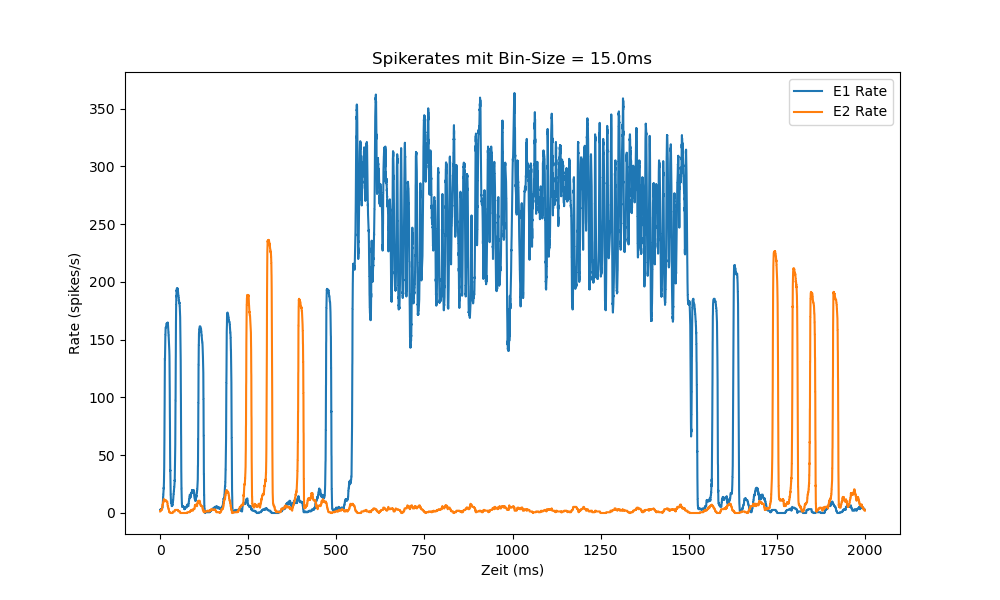 Spikerates mit Bin-Size = 15.0ms
E1 Rate
E2 Rate
350
300
250
200
150
100
50
0
Rate (spikes/s)
0 250 500 750 1000 1250 1500 1750 2000
Zeit (ms)